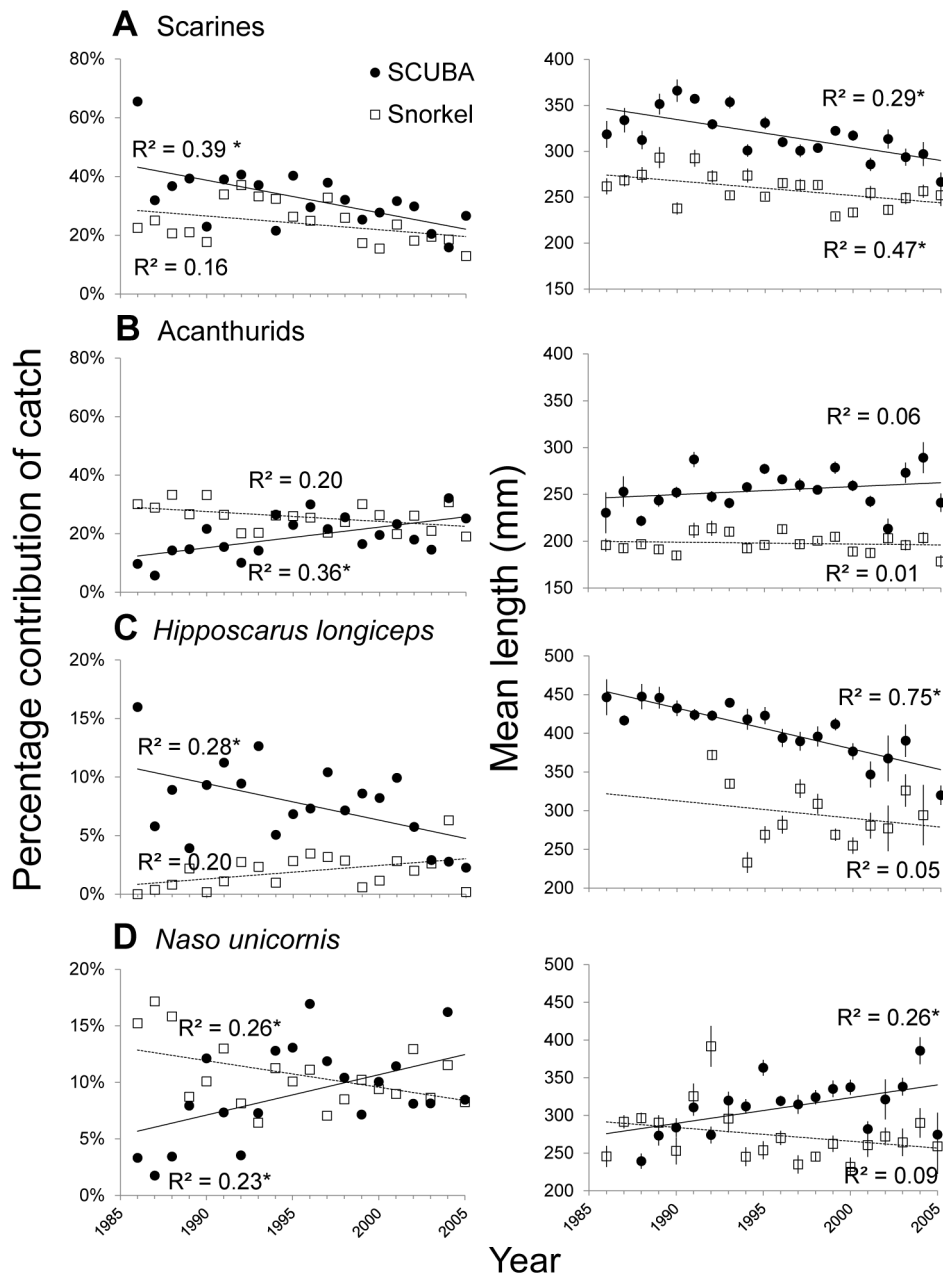 A Scarines
80%
60%
40%
20%
0%
SCUBA
Snorkel
R² = 0.39 *
R² = 0.16
400
350
300
250
200
150
R² = 0.29*
R² = 0.47*
B Acanthurids
80%
60%
40%
20%
0%
R² = 0.20
R² = 0.36*
400
350
300
250
200
150
R² = 0.06
R² = 0.01
C Hipposcarus longiceps
20%
15%
10%
5%
0%
R² = 0.28*
R² = 0.20
500
450
400
350
300
250
200
R² = 0.75*
R² = 0.05
D Naso unicornis
20%
15%
10%
5%
0%
R² = 0.26*
R² = 0.23*
1985 1990 1995 2000 2005
500
450
400
350
300
250
200
R² = 0.26*
R² = 0.09
1985 1990 1995 2000 2005
Percentage contribution of catch
Mean length (mm)
Year